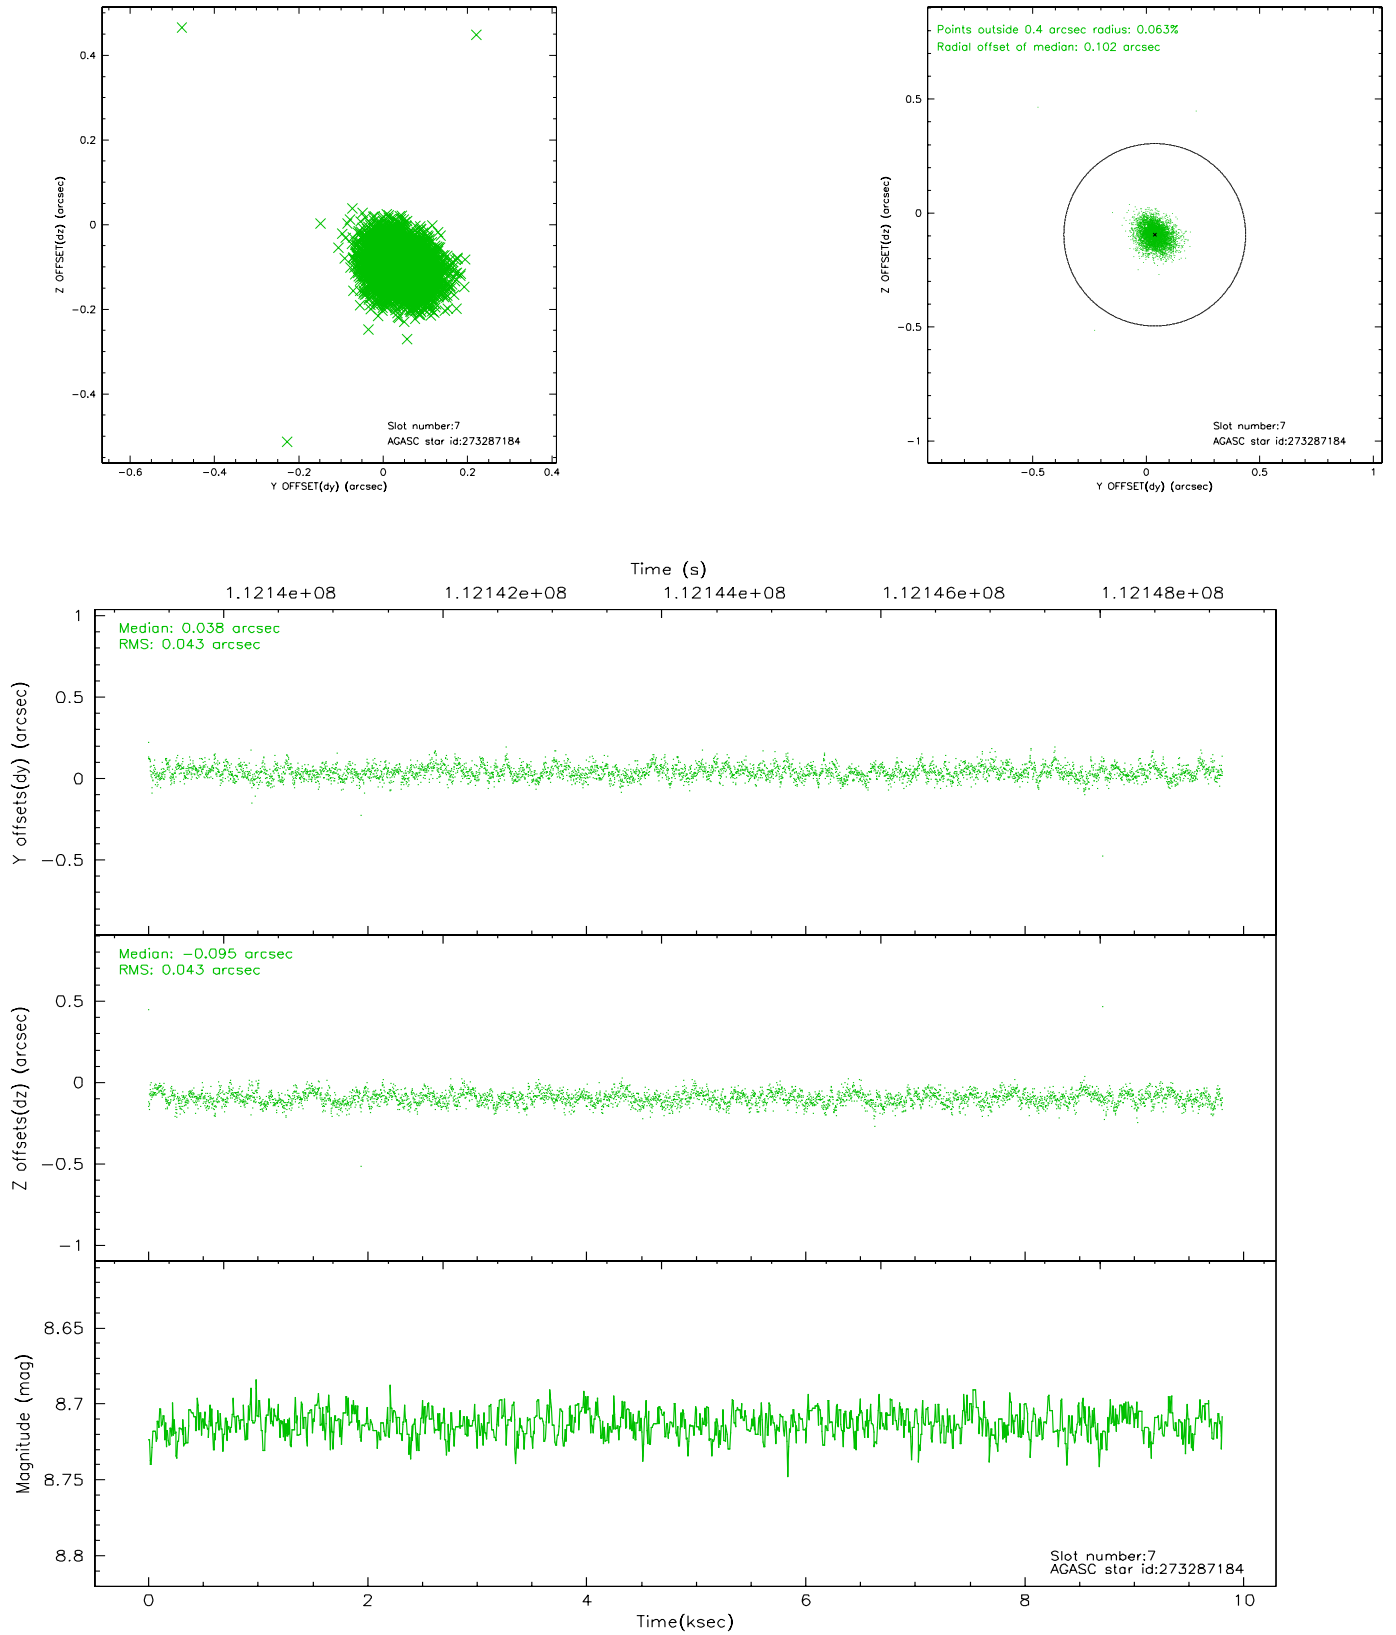 0.4
0.2
0
−0.2
−0.4
Z OFFSET(dz) (arcsec)
Slot number:7
AGASC star id:273287184
−0.6 −0.4 −0.2 0 0.2 0.4
Y OFFSET(dy) (arcsec)
Points outside 0.4 arcsec radius: 0.063%
Radial offset of median: 0.102 arcsec
0.5
0
−0.5
−1
Z OFFSET(dz) (arcsec)
Slot number:7
AGASC star id:273287184
−0.5 0 0.5 1
Y OFFSET(dy) (arcsec)
Time (s)
1.1214e+08 1.12142e+08 1.12144e+08 1.12146e+08 1.12148e+08
Median: 0.038 arcsec
RMS: 0.043 arcsec
1
0.5
0
−0.5
Y offsets(dy) (arcsec)
Median: −0.095 arcsec
RMS: 0.043 arcsec
0.5
0
−0.5
−1
Z offsets(dz) (arcsec)
8.65
8.7
8.75
8.8
Magnitude (mag)
Slot number:7
AGASC star id:273287184
0 2 4 6 8 10
Time(ksec)